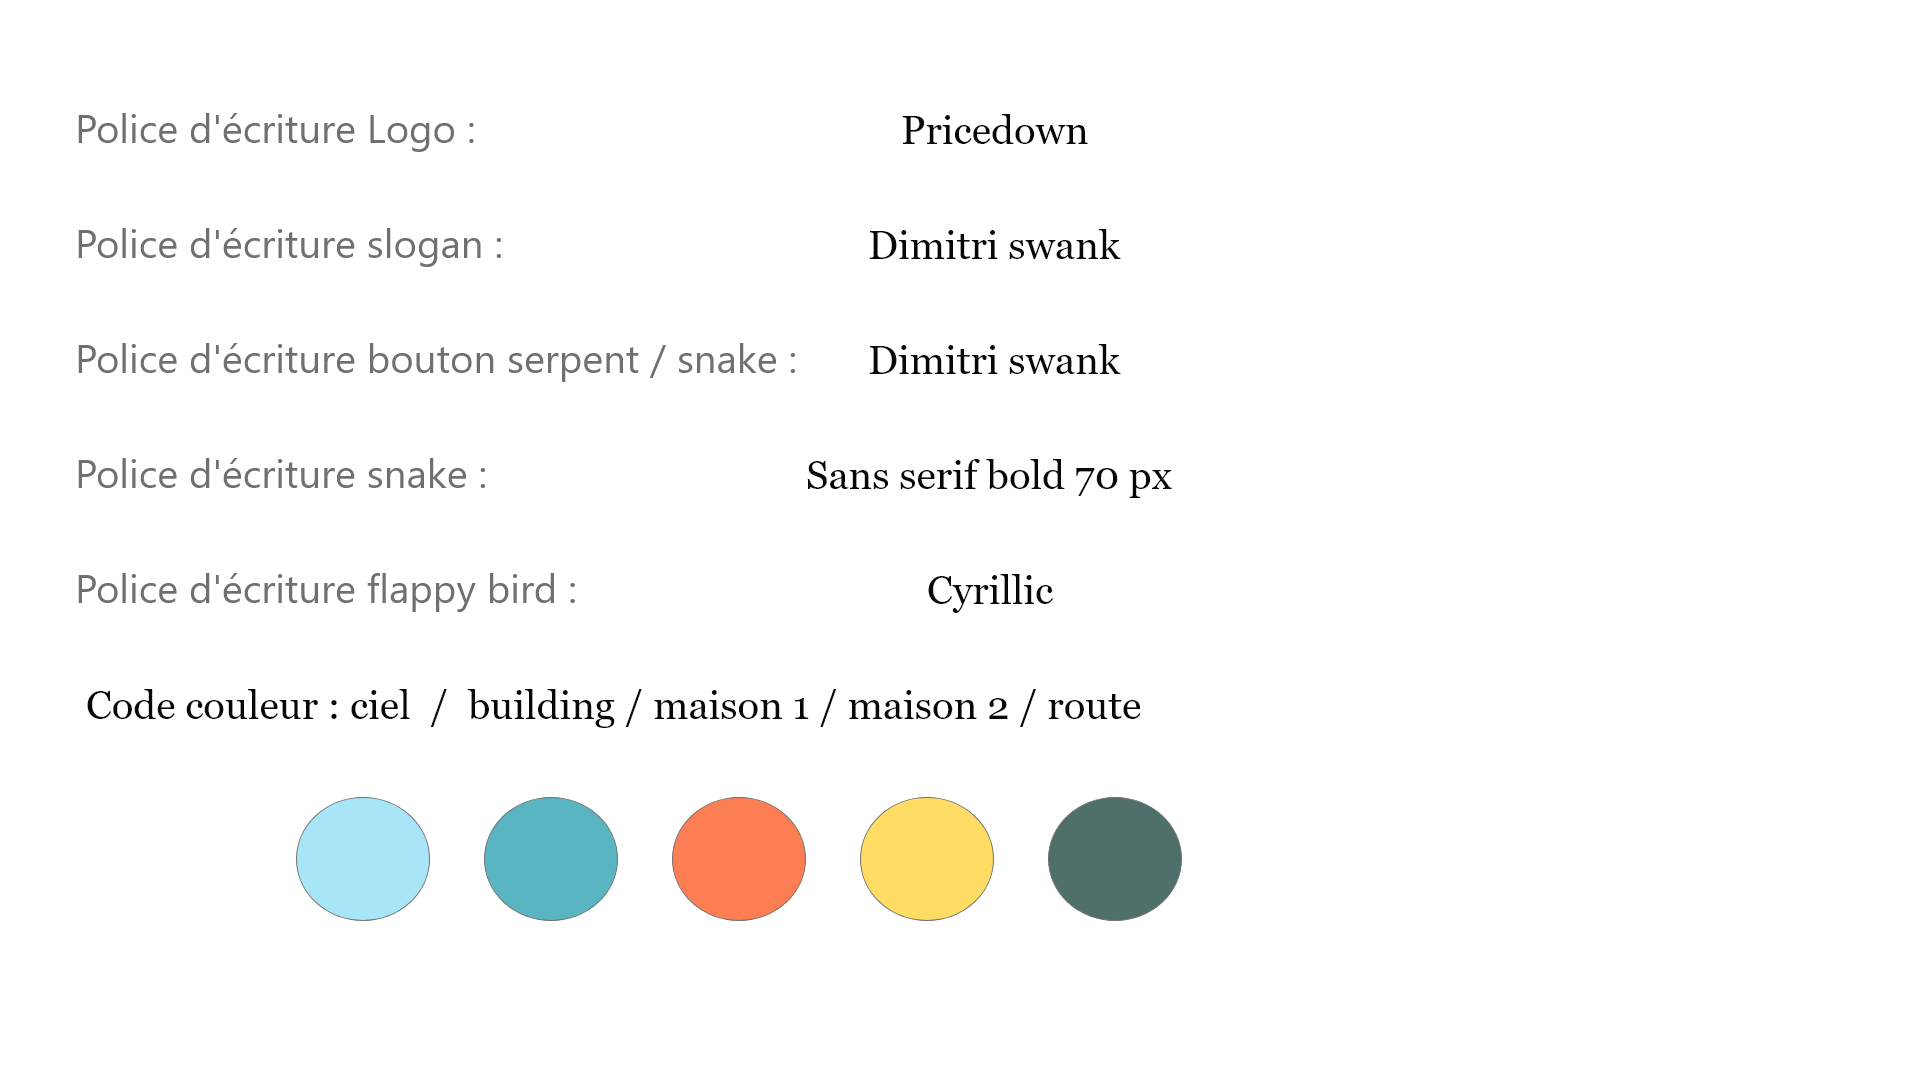 Police d'écriture Logo : Pricedown
Police d'écriture slogan : Dimitri swank
Police d'écriture bouton serpent / snake : Dimitri swank
Police d'écriture snake : Sans serif bold 70 px
Police d'écriture flappy bird : Cyrillic
Code couleur : ciel / building / maison 1 / maison 2 / route